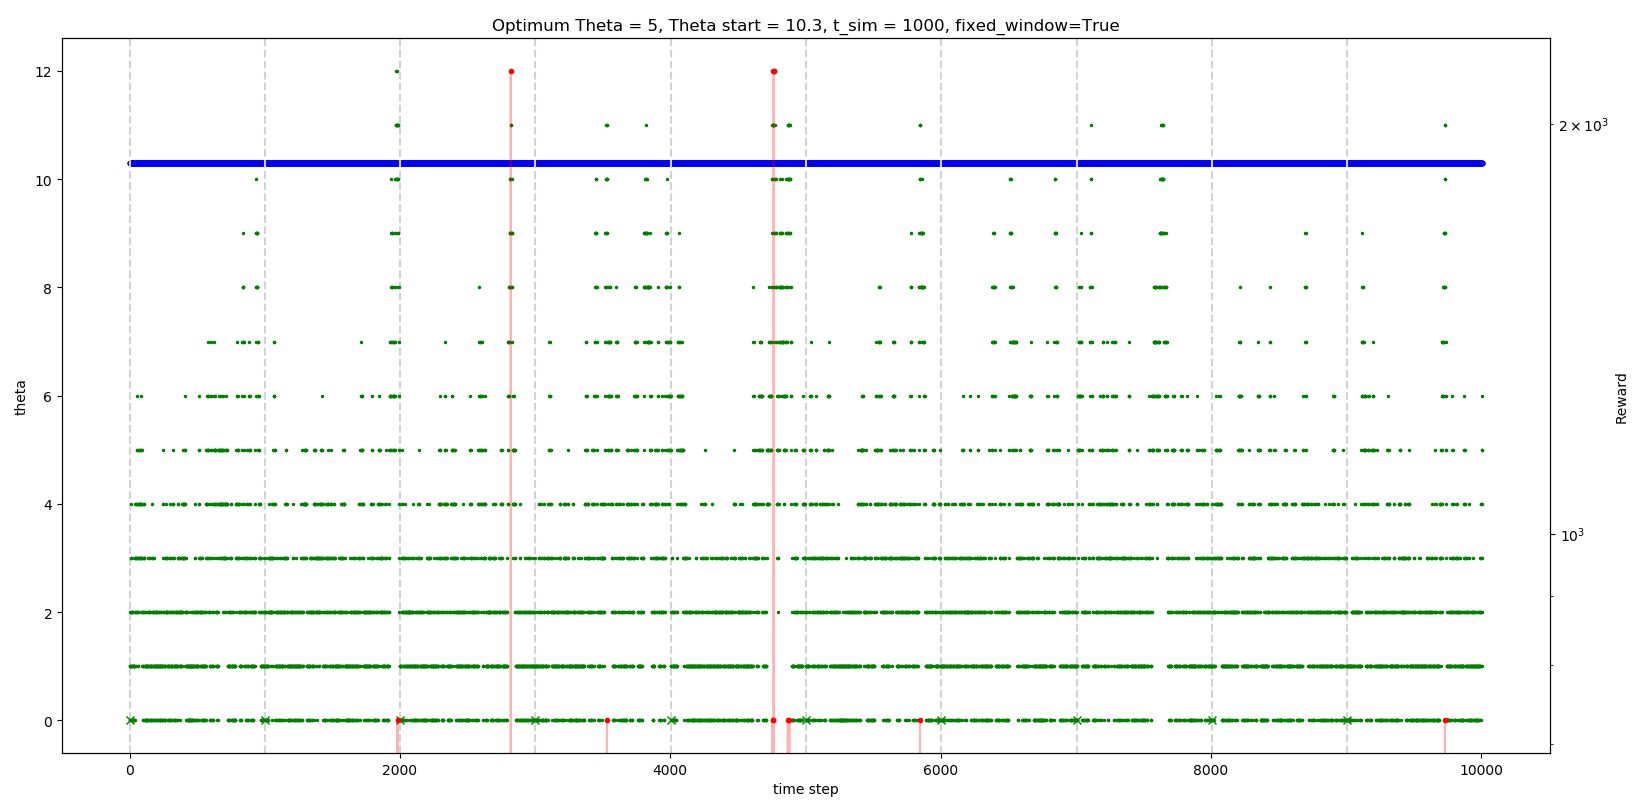 Optimum Theta = 5, Theta start = 10.3, t_sim = 1000, fixed_window=True
12
10
8
6
4
2
0
theta
0
2000
4000
6000
8000
10000
time step
2 × 10³
10³
Reward